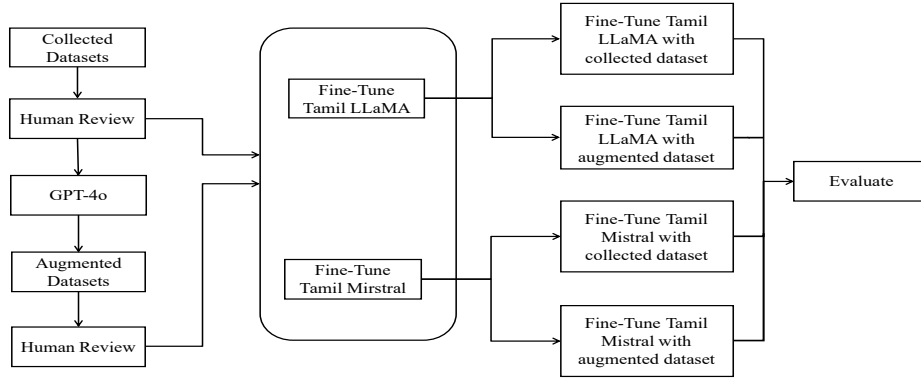 Collected
Datasets
Human Review
GPT-4o
Augmented
Datasets
Human Review
Fine-Tune
Tamil LLaMA
Fine-Tune
Tamil Mirstral
Fine-Tune Tamil
LLaMA with
collected dataset
Fine-Tune Tamil
LLaMA with
augmented dataset
Fine-Tune Tamil
Mistral with
collected dataset
Fine-Tune Tamil
Mistral with
augmented dataset
Evaluate